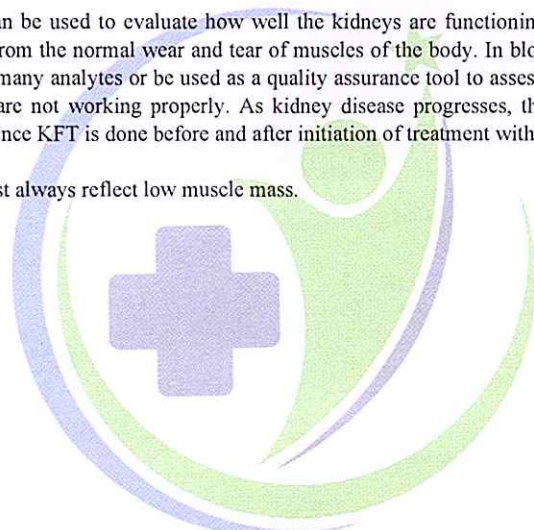 an be used to evaluate how well the kidneys are functionin
rom the normal wear and tear of muscles of the body. In blo
many analytes or be used as a quality assurance tool to asses
are not working properly. As kidney disease progresses, th
ence KFT is done before and after initiation of treatment with
st always reflect low muscle mass.